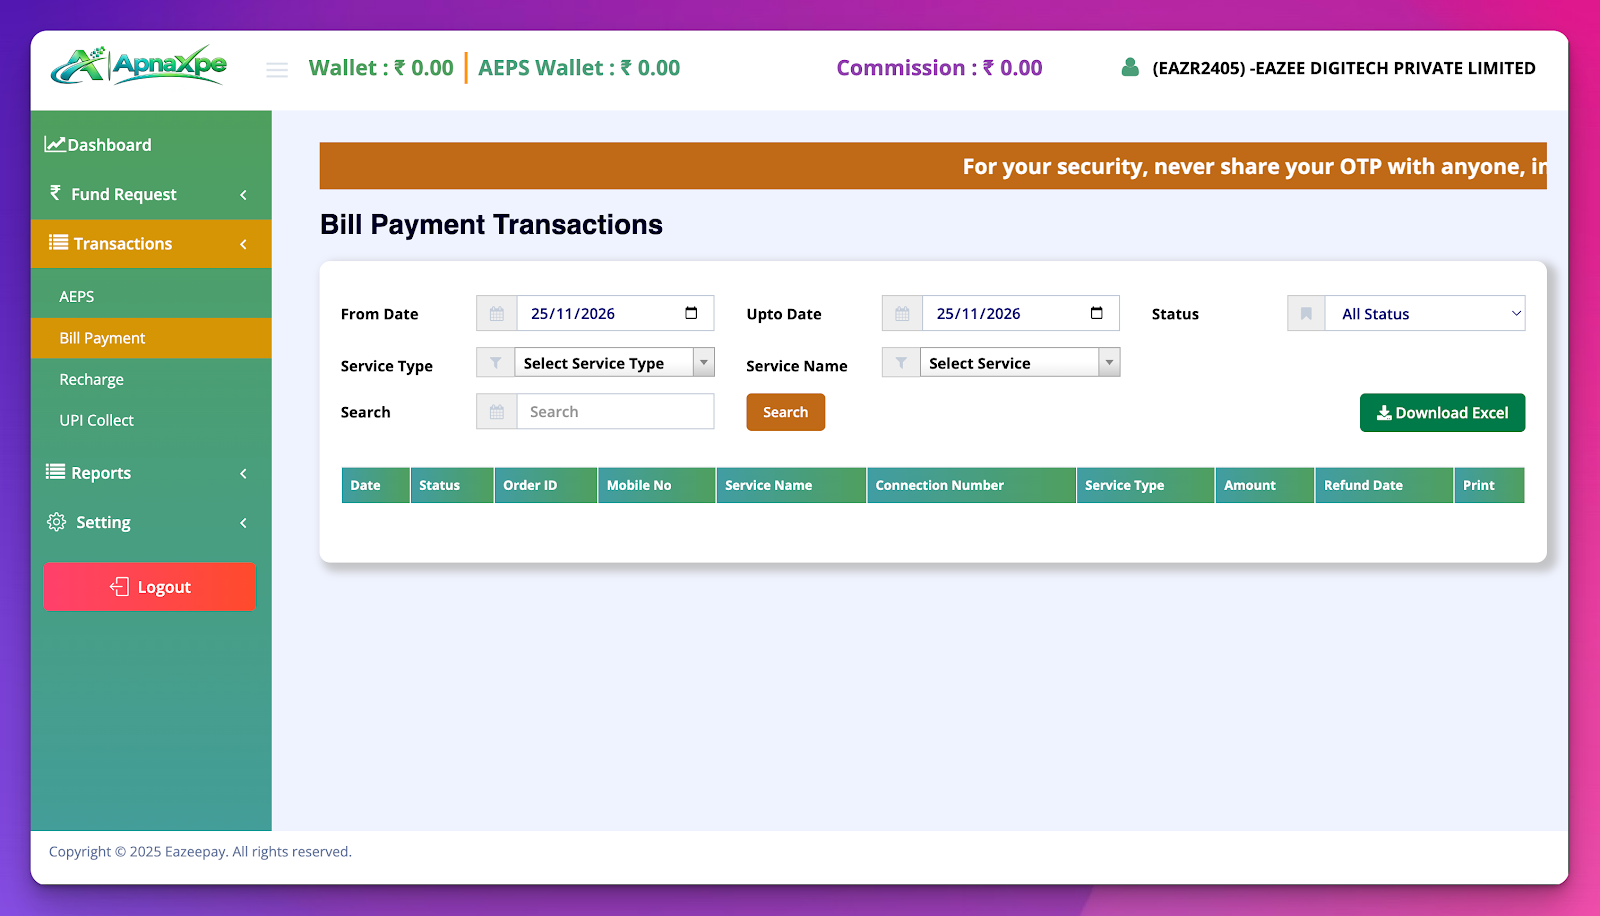 ApnaXpe
Wallet : ₹ 0.00
AEPS Wallet : ₹ 0.00
Commission : ₹ 0.00
(EAZR2405) -EAZEE DIGITECH PRIVATE LIMITED
Dashboard
₹ Fund Request
Transactions
AEPS
Bill Payment
Recharge
UPI Collect
Reports
Setting
Logout
For your security, never share your OTP with anyone, in
Bill Payment Transactions
From Date 25/11/2026 Upto Date 25/11/2026 Status All Status
Service Type Select Service Type Service Name Select Service
Search Search Search Download Excel
Date Status Order ID Mobile No Service Name Connection Number Service Type Amount Refund Date Print
Copyright © 2025 Eazeepay. All rights reserved.